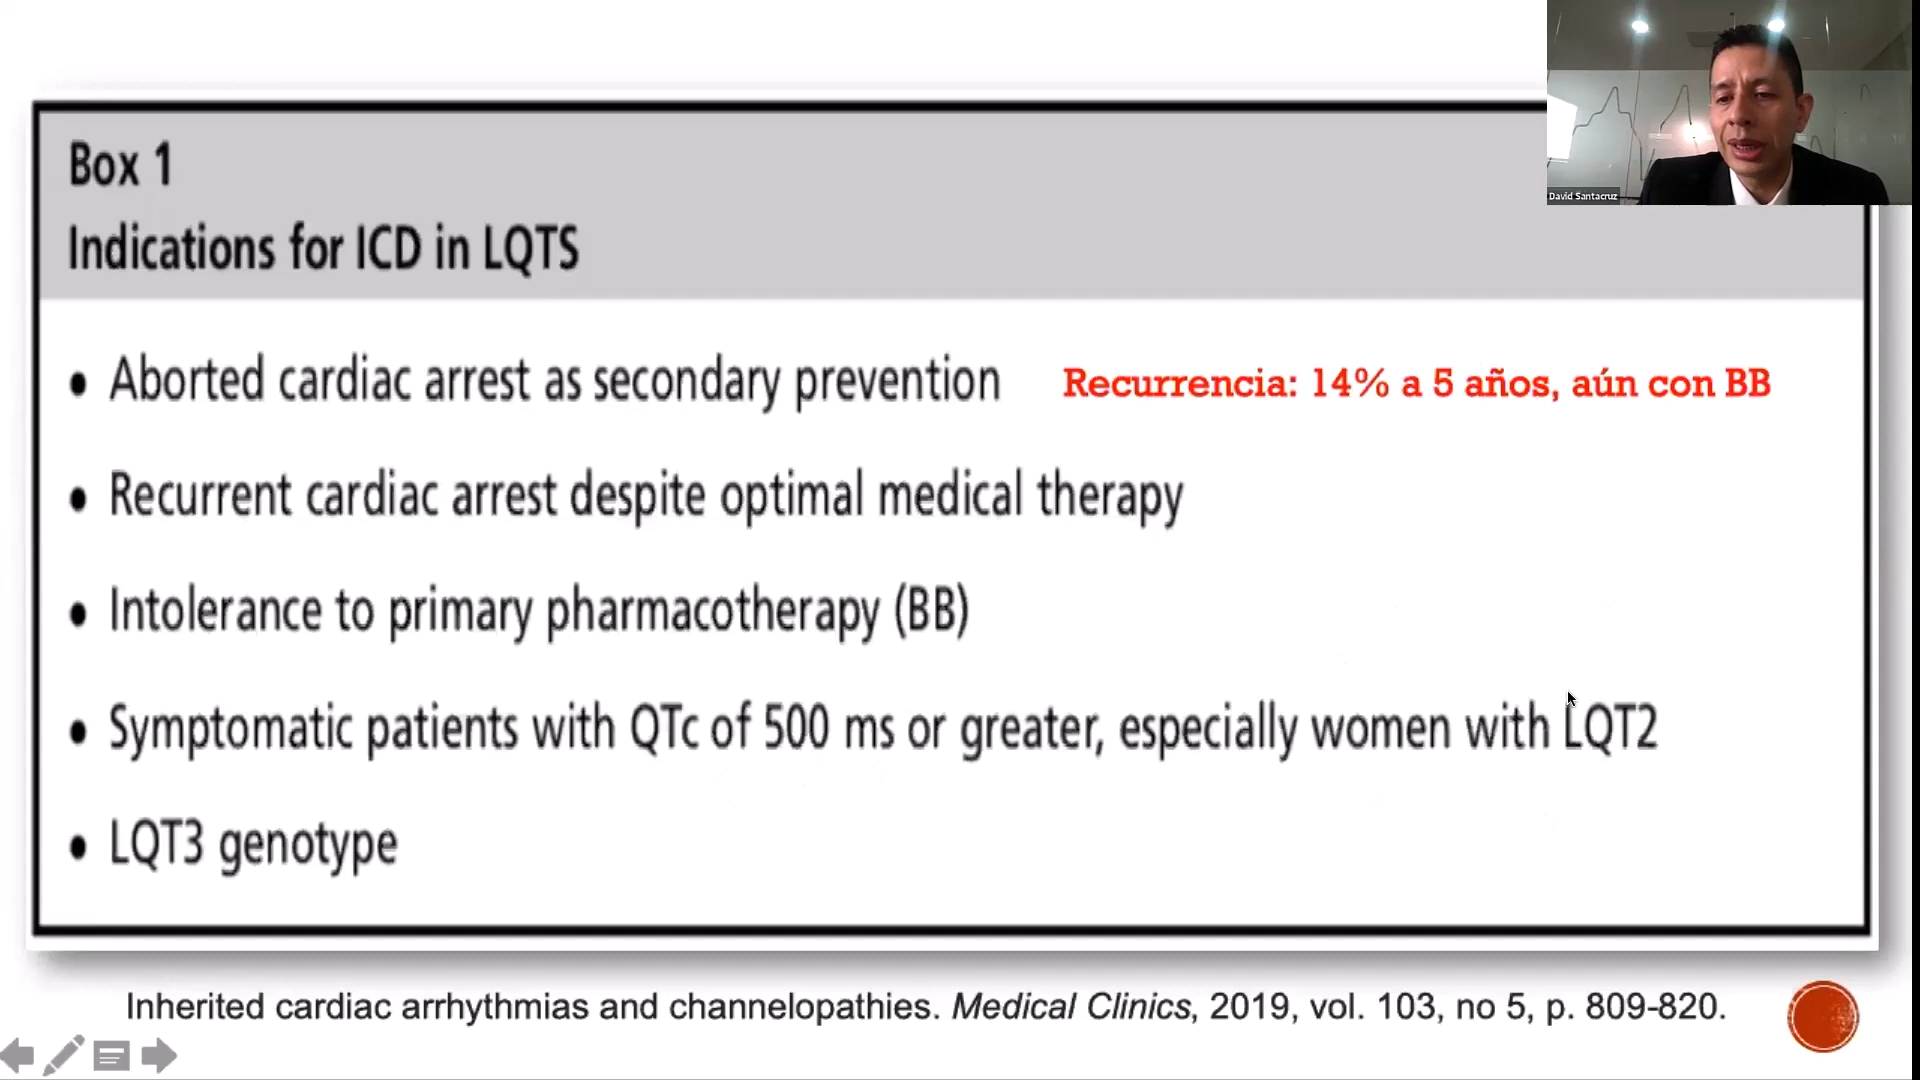 David Santacruz
Box 1
Indications for ICD in LQTS
• Aborted cardiac arrest as secondary prevention Recurrencia: 14% a 5 años, aún con BB
• Recurrent cardiac arrest despite optimal medical therapy
• Intolerance to primary pharmacotherapy (BB)
• Symptomatic patients with QTc of 500 ms or greater, especially women with LQT2
• LQT3 genotype
Inherited cardiac arrhythmias and channelopathies. Medical Clinics, 2019, vol. 103, no 5, p. 809-820.